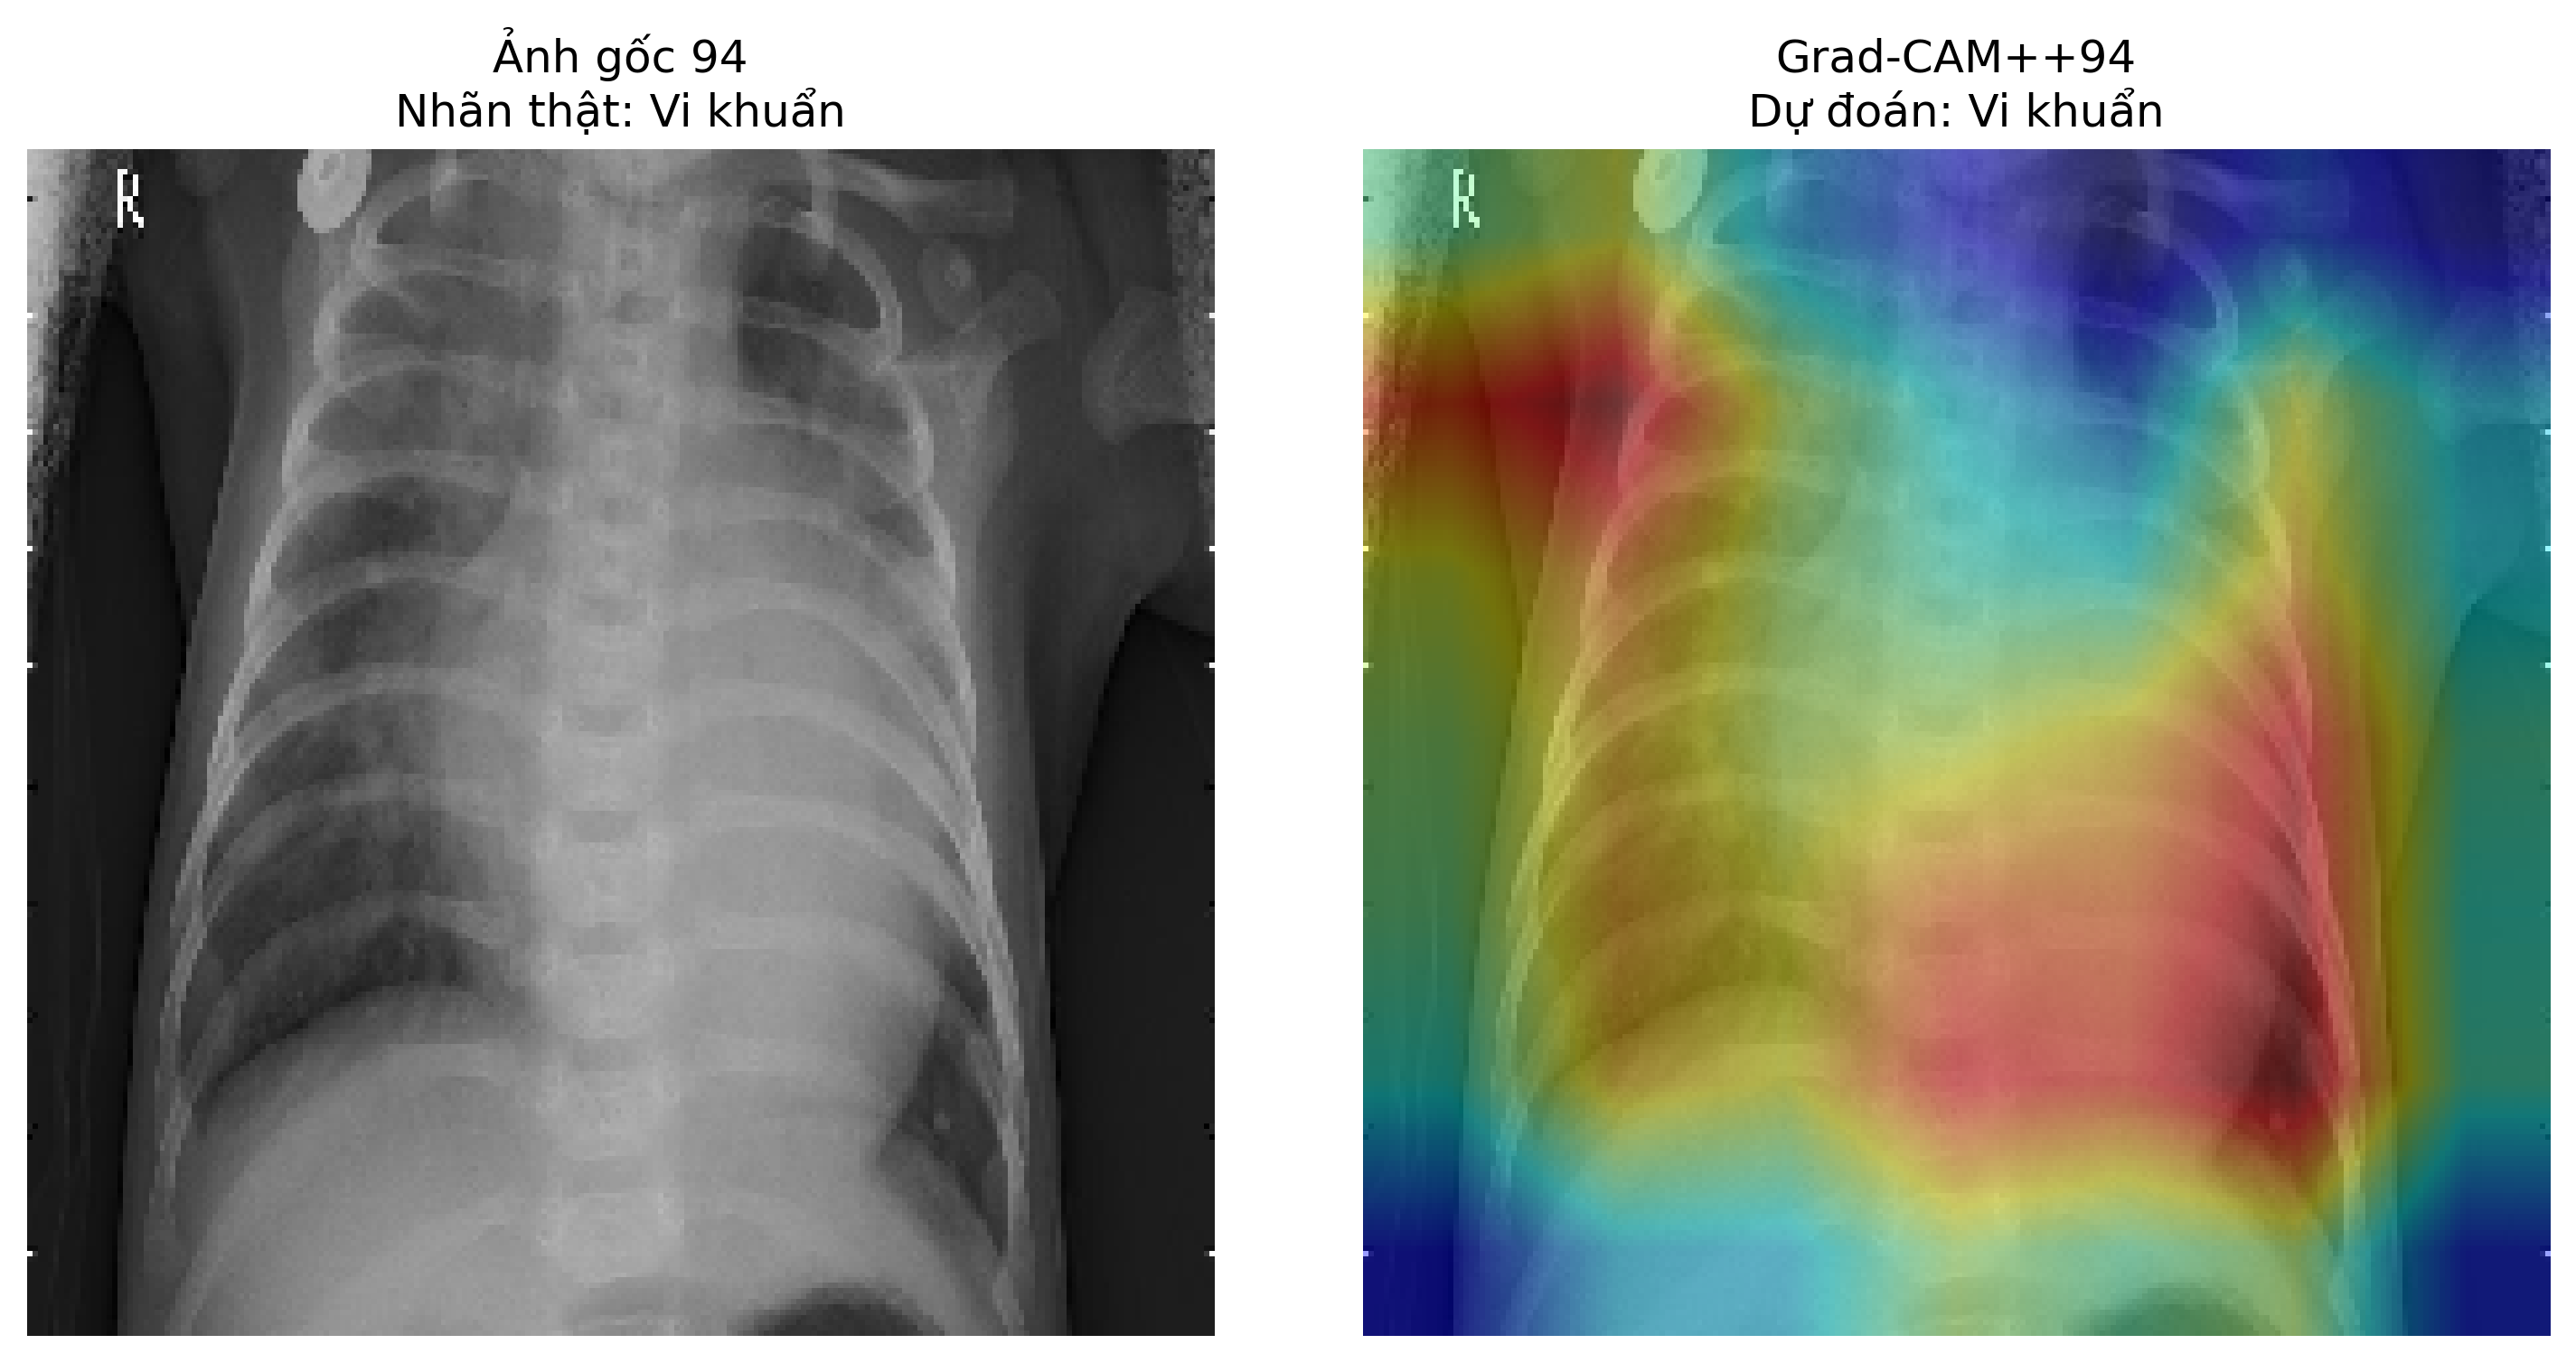 Ảnh gốc 94
Nhãn thật: Vi khuẩn
Grad-CAM++94
Dự đoán: Vi khuẩn
R
R